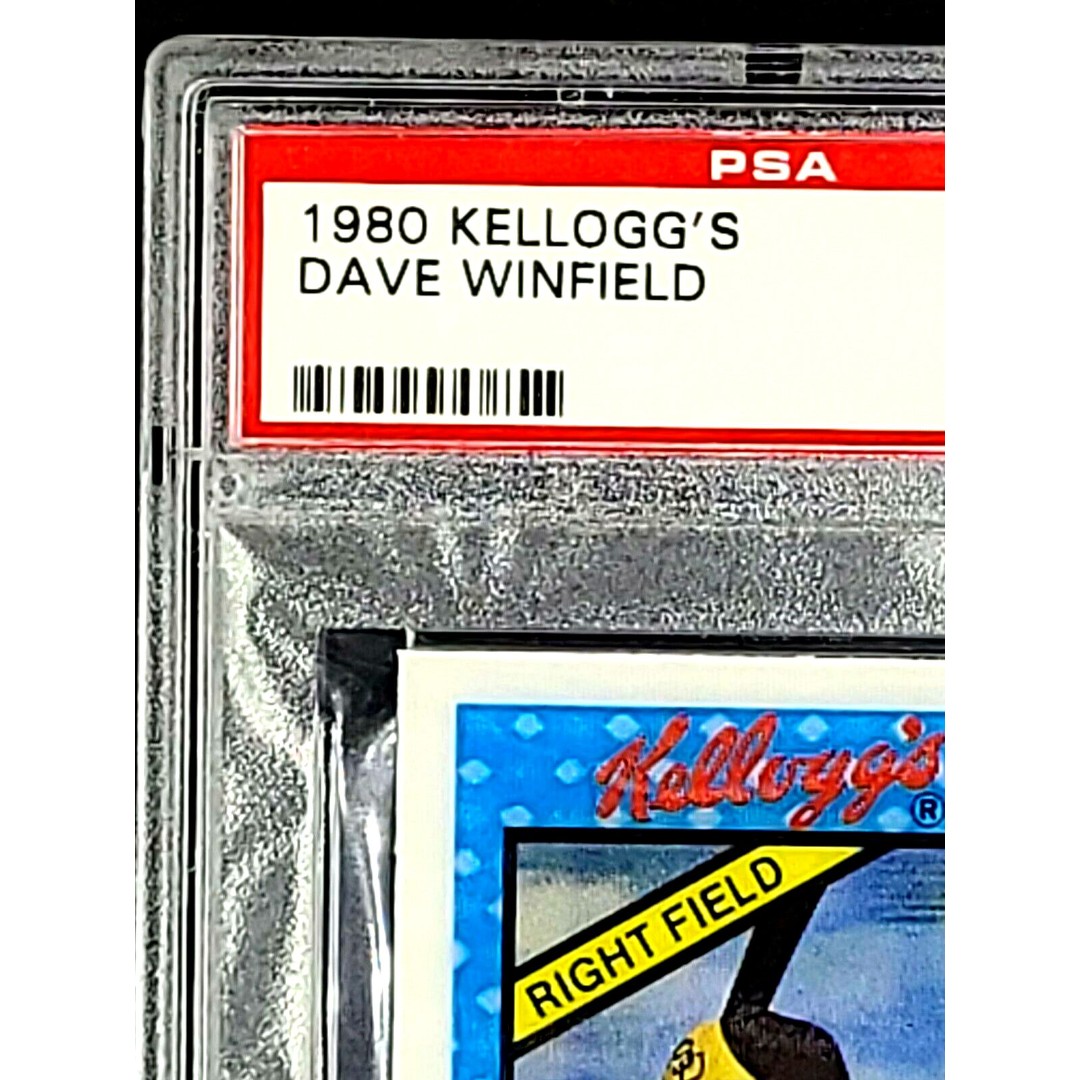 PSA
1980 KELLOGG'S
DAVE WINFIELD
Kellogg's®
RIGHT FIELD